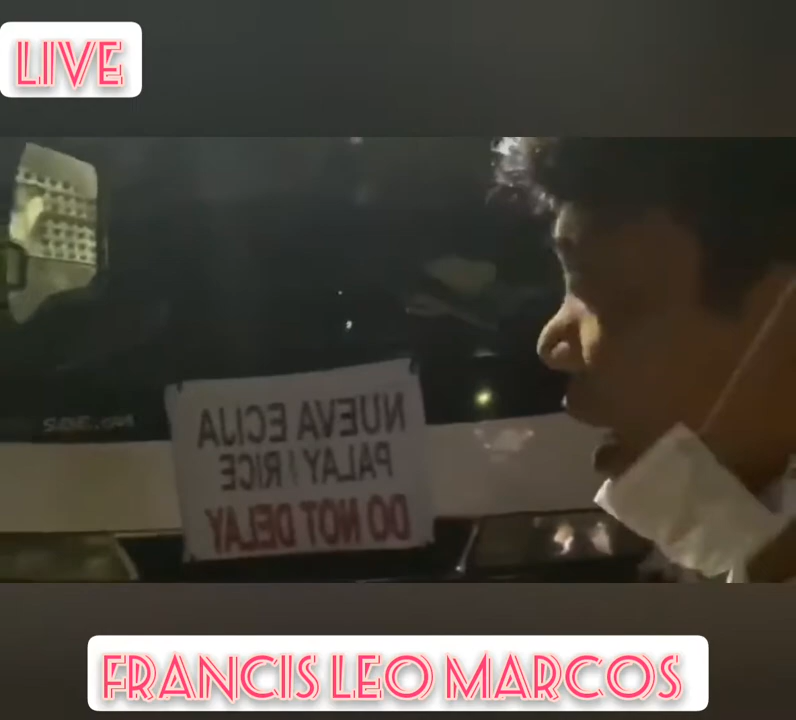 LIVE
NUEVA ECIJA
PALAY / RICE
DO NOT DELAY
FRANCIS LEO MARCOS